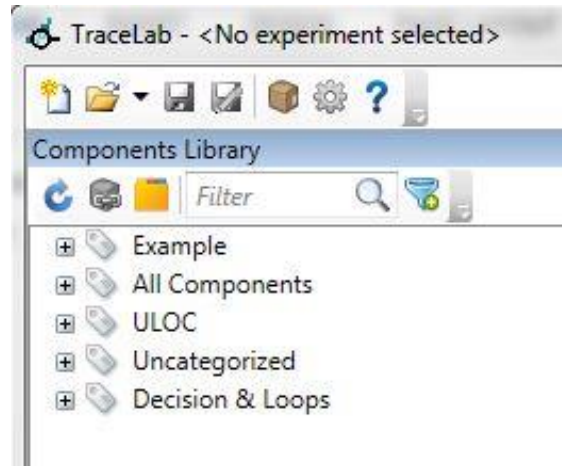 TraceLab - <No experiment selected>
?
Components Library
Filter
Example
All Components
ULOC
Uncategorized
Decision & Loops